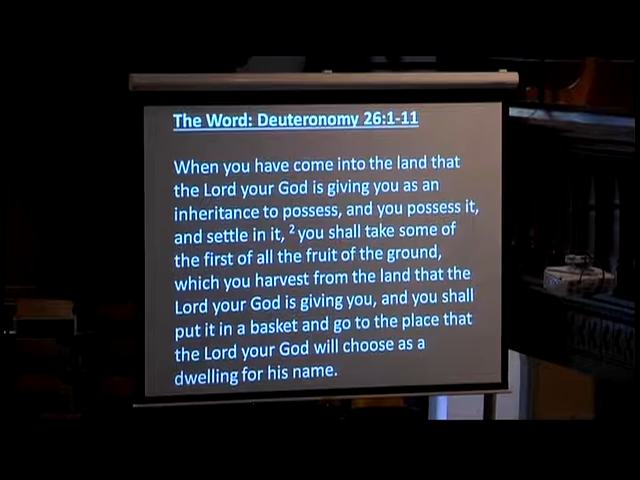 The Word: Deuteronomy 26:1-11
When you have come into the land that
the Lord your God is giving you as an
inheritance to possess, and you possess it,
and settle in it, ²you shall take some of
the first of all the fruit of the ground,
which you harvest from the land that the
Lord your God is giving you, and you shall
put it in a basket and go to the place that
the Lord your God will choose as a
dwelling for his name.